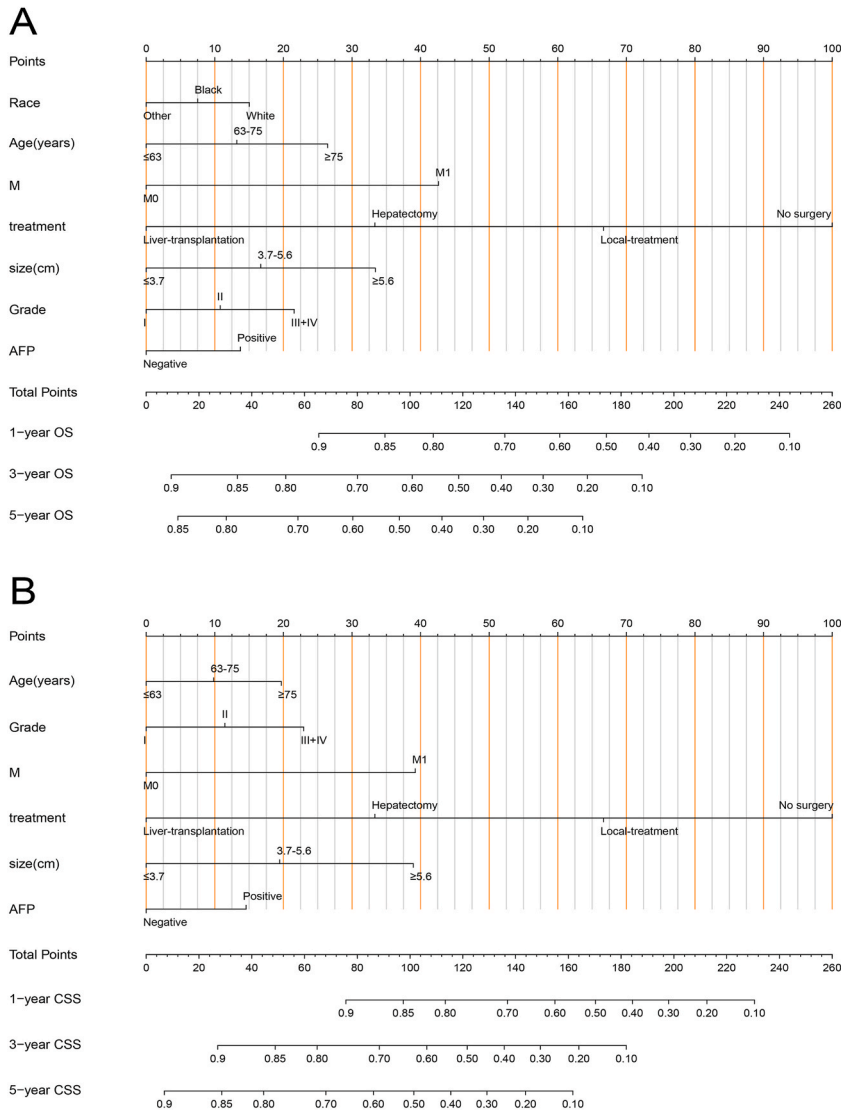 A
0 10 20 30 40 50 60 70 80 90 100
Points
Black
Race
Other White
63-75
Age(years)
≤63 ≥75
M1
M
M0
Hepatectomy No surgery
treatment
Liver-transplantation Local-treatment
3.7-5.6
size(cm)
≤3.7 ≥5.6
II
Grade
I III+IV
Positive
AFP
Negative
Total Points
0 20 40 60 80 100 120 140 160 180 200 220 240 260
1−year OS
0.9 0.85 0.80 0.70 0.60 0.50 0.40 0.30 0.20 0.10
3−year OS
0.9 0.85 0.80 0.70 0.60 0.50 0.40 0.30 0.20 0.10
5−year OS
0.85 0.80 0.70 0.60 0.50 0.40 0.30 0.20 0.10
B
0 10 20 30 40 50 60 70 80 90 100
Points
63-75
Age(years)
≤63 ≥75
II
Grade
I III+IV
M1
M
M0
Hepatectomy No surgery
treatment
Liver-transplantation Local-treatment
3.7-5.6
size(cm)
≤3.7 ≥5.6
Positive
AFP
Negative
Total Points
0 20 40 60 80 100 120 140 160 180 200 220 240 260
1−year CSS
0.9 0.85 0.80 0.70 0.60 0.50 0.40 0.30 0.20 0.10
3−year CSS
0.9 0.85 0.80 0.70 0.60 0.50 0.40 0.30 0.20 0.10
5−year CSS
0.9 0.85 0.80 0.70 0.60 0.50 0.40 0.30 0.20 0.10